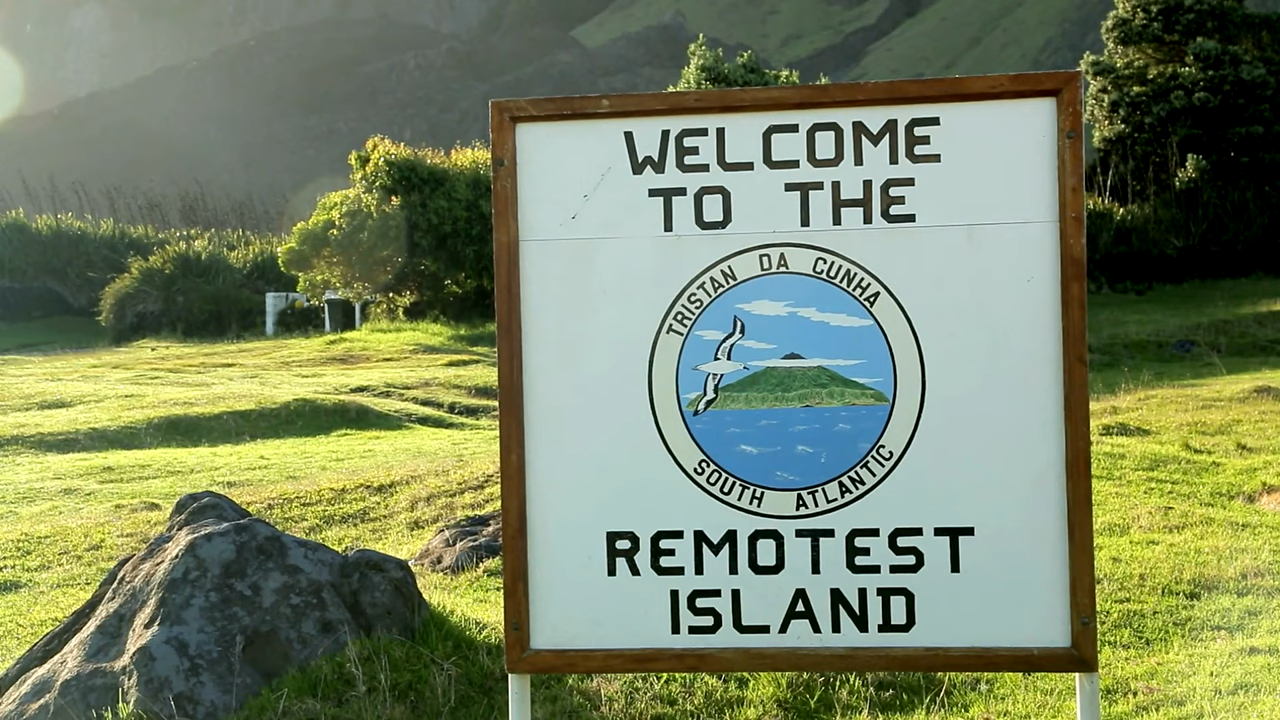 WELCOME
TO THE
TRISTAN DA CUNHA
SOUTH ATLANTIC
REMOTEST
ISLAND